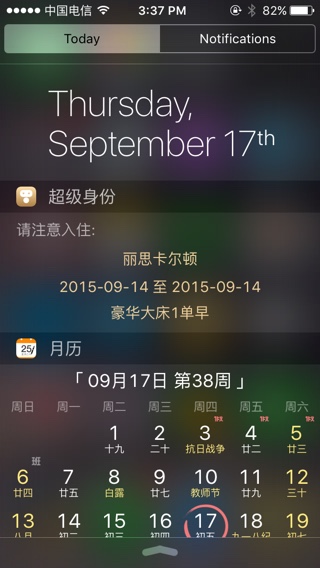 中国电信 3:37 PM 82%
Today Notifications
Thursday,
September 17th
超级身份
请注意入住:
丽思卡尔顿
2015-09-14 至 2015-09-14
豪华大床1单早
25
月历
「 09月17日 第38周 」
周日 周一 周二 周三 周四 周五 周六
1 2 3 4 5
十九 二十 抗日战争 廿二 廿三
班
6 7 8 9 10 11 12
廿四 廿五 白露 廿七 教师节 廿九 三十
13 14 15 16 17 18 19
八月 初二 初三 初四 初五 九一八纪 初七